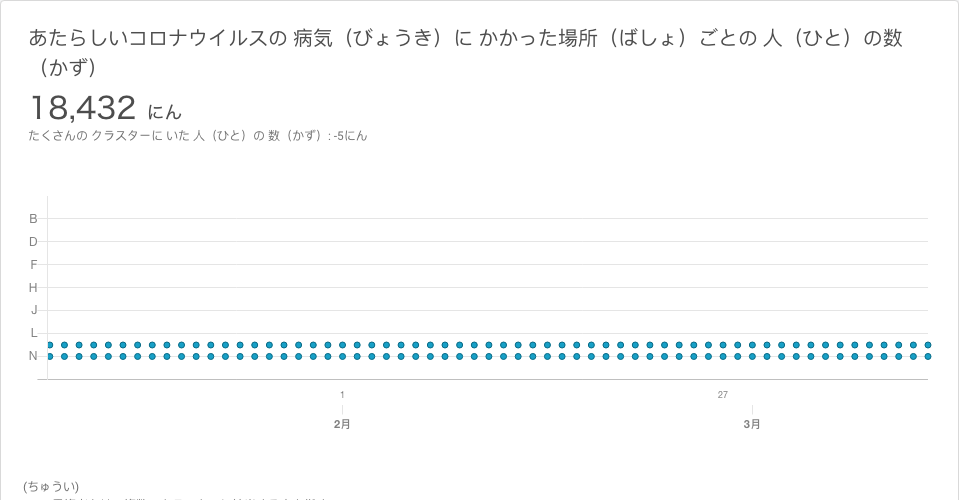 あたらしいコロナウイルスの 病気（びょうき）に かかった場所（ばしょ）ごとの 人（ひと）の数
（かず）
18,432 にん
たくさんの クラスターに いた 人（ひと）の 数（かず）: -5にん
B
D
F
H
J
L
N
1
27
2月
3月
(ちゅうい)